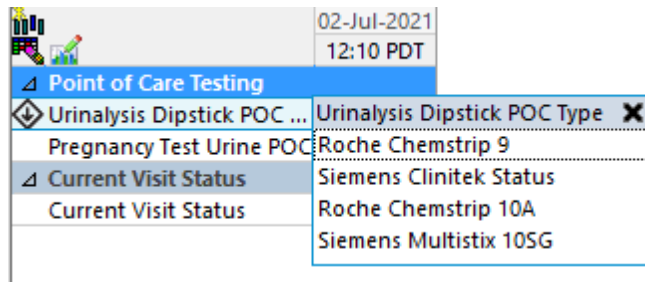 02-Jul-2021
12:10 PDT
Point of Care Testing
Urinalysis Dipstick POC ...
Urinalysis Dipstick POC Type
Pregnancy Test Urine POC
Roche Chemstrip 9
Current Visit Status
Siemens Clinitek Status
Current Visit Status
Roche Chemstrip 10A
Siemens Multistix 10SG